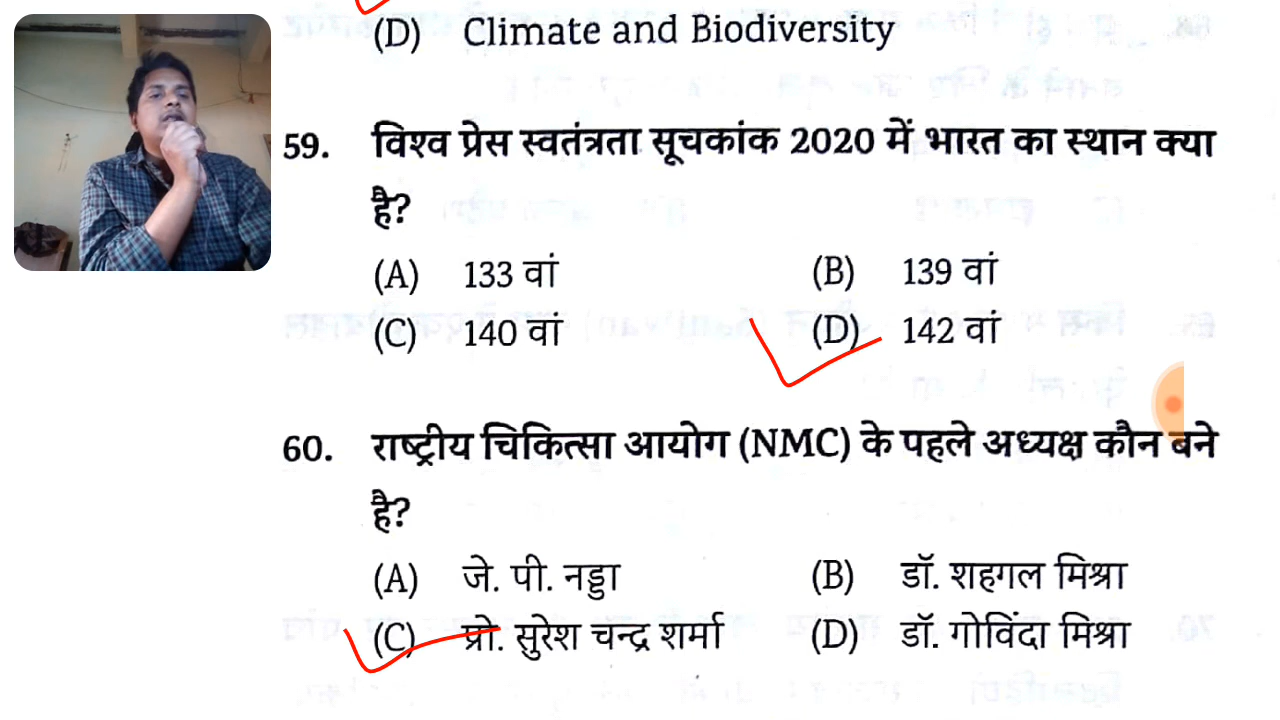 (D) Climate and Biodiversity
59. विश्व प्रेस स्वतंत्रता सूचकांक 2020 में भारत का स्थान क्या
है?
(A) 133 वां (B) 139 वां
(C) 140 वां (D) 142 वां
60. राष्ट्रीय चिकित्सा आयोग (NMC) के पहले अध्यक्ष कौन बने
है?
(A) जे. पी. नड्डा (B) डॉ. शहगल मिश्रा
(C) प्रो. सुरेश चन्द्र शर्मा (D) डॉ. गोविंदा मिश्रा